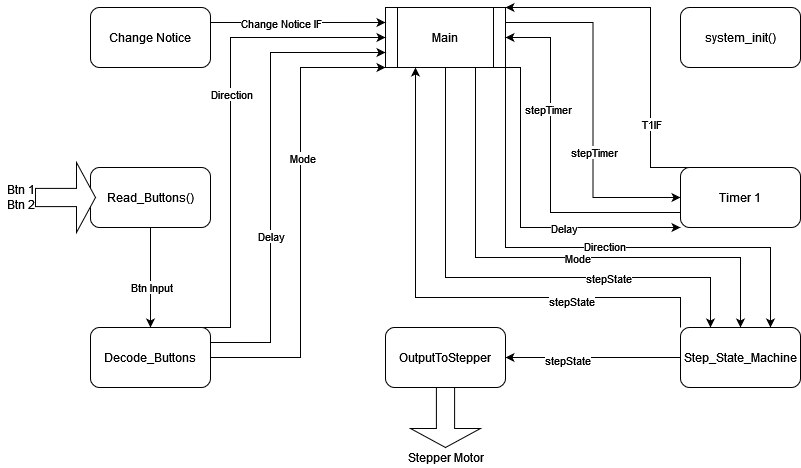 Change Notice
Change Notice IF
Main
system_init()
Direction
stepTimer
T1IF
Mode
stepTimer
Btn 1
Btn 2
Read_Buttons()
Timer 1
Delay
Delay
Direction
Mode
Btn Input
stepState
stepState
Decode_Buttons
OutputToStepper
stepState
Step_State_Machine
Stepper Motor